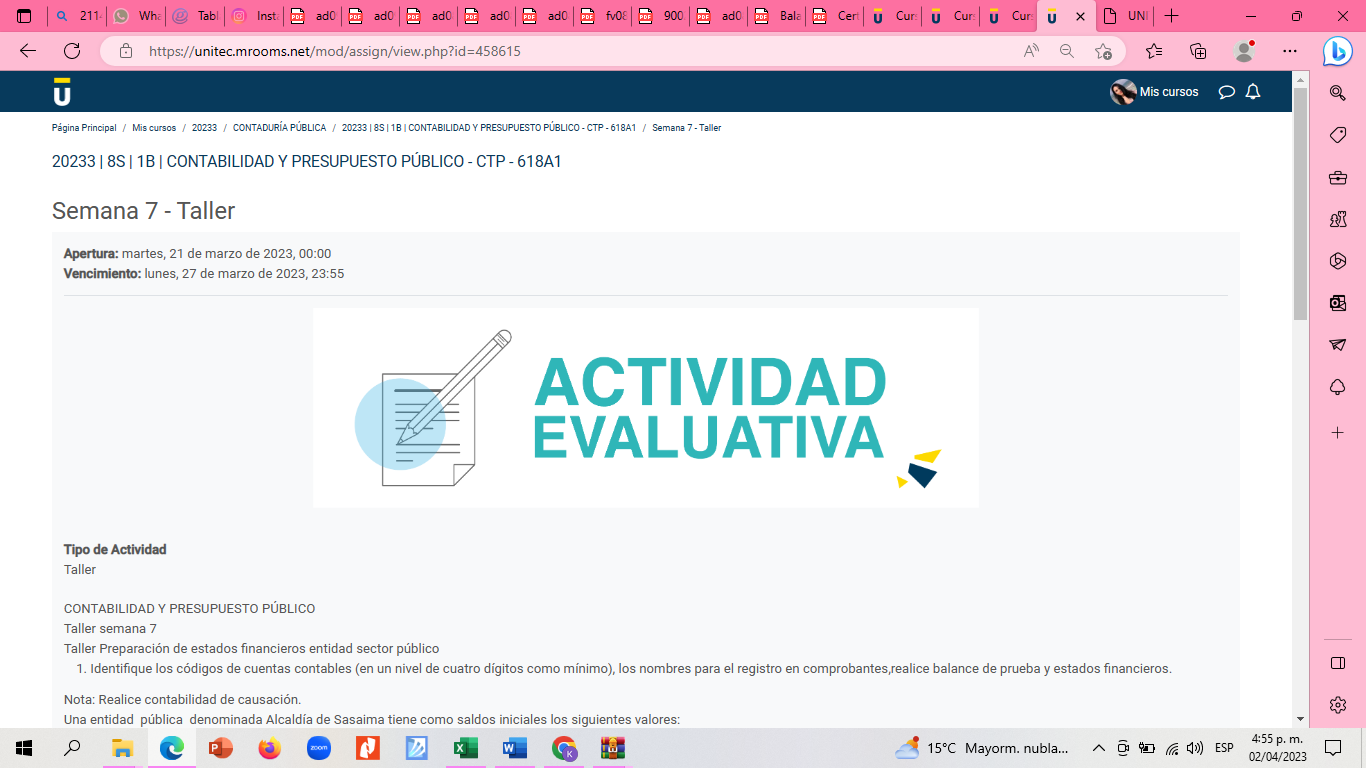 2114
Wha
Tabl
Insta
ad0
ad0
ad0
ad0
ad0
fv08
900
ad0
Bala
Cert
Curs
Curs
Curs
UNI
https://unitec.mrooms.net/mod/assign/view.php?id=458615
Mis cursos
Página Principal / Mis cursos / 20233 / CONTADURÍA PÚBLICA / 20233 | 8S | 1B | CONTABILIDAD Y PRESUPUESTO PÚBLICO - CTP - 618A1 / Semana 7 - Taller
20233 | 8S | 1B | CONTABILIDAD Y PRESUPUESTO PÚBLICO - CTP - 618A1
Semana 7 - Taller
Apertura: martes, 21 de marzo de 2023, 00:00
Vencimiento: lunes, 27 de marzo de 2023, 23:55
ACTIVIDAD
EVALUATIVA
Tipo de Actividad
Taller
CONTABILIDAD Y PRESUPUESTO PÚBLICO
Taller semana 7
Taller Preparación de estados financieros entidad sector público
1. Identifique los códigos de cuentas contables (en un nivel de cuatro dígitos como mínimo), los nombres para el registro en comprobantes,realice balance de prueba y estados financieros.
Nota: Realice contabilidad de causación.
Una entidad pública denominada Alcaldía de Sasaima tiene como saldos iniciales los siguientes valores:
15°C Mayorm. nubla...
ESP
4:55 p. m.
02/04/2023